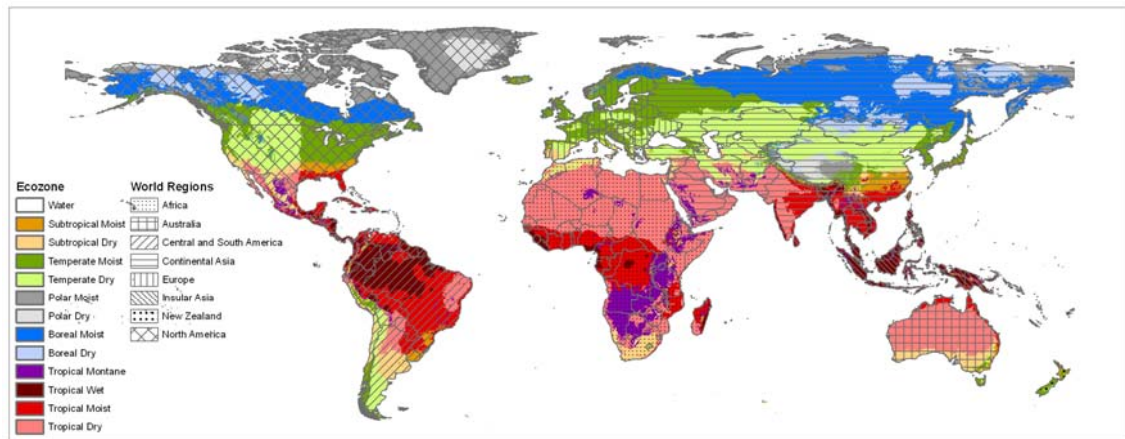 Ecozone
Water
Subtropical Moist
Subtropical Dry
Temperate Moist
Temperate Dry
Polar Moist
Polar Dry
Boreal Moist
Boreal Dry
Tropical Montane
Tropical Wet
Tropical Moist
Tropical Dry
World Regions
Africa
Australia
Central and South America
Continental Asia
Europe
Insular Asia
New Zealand
North America